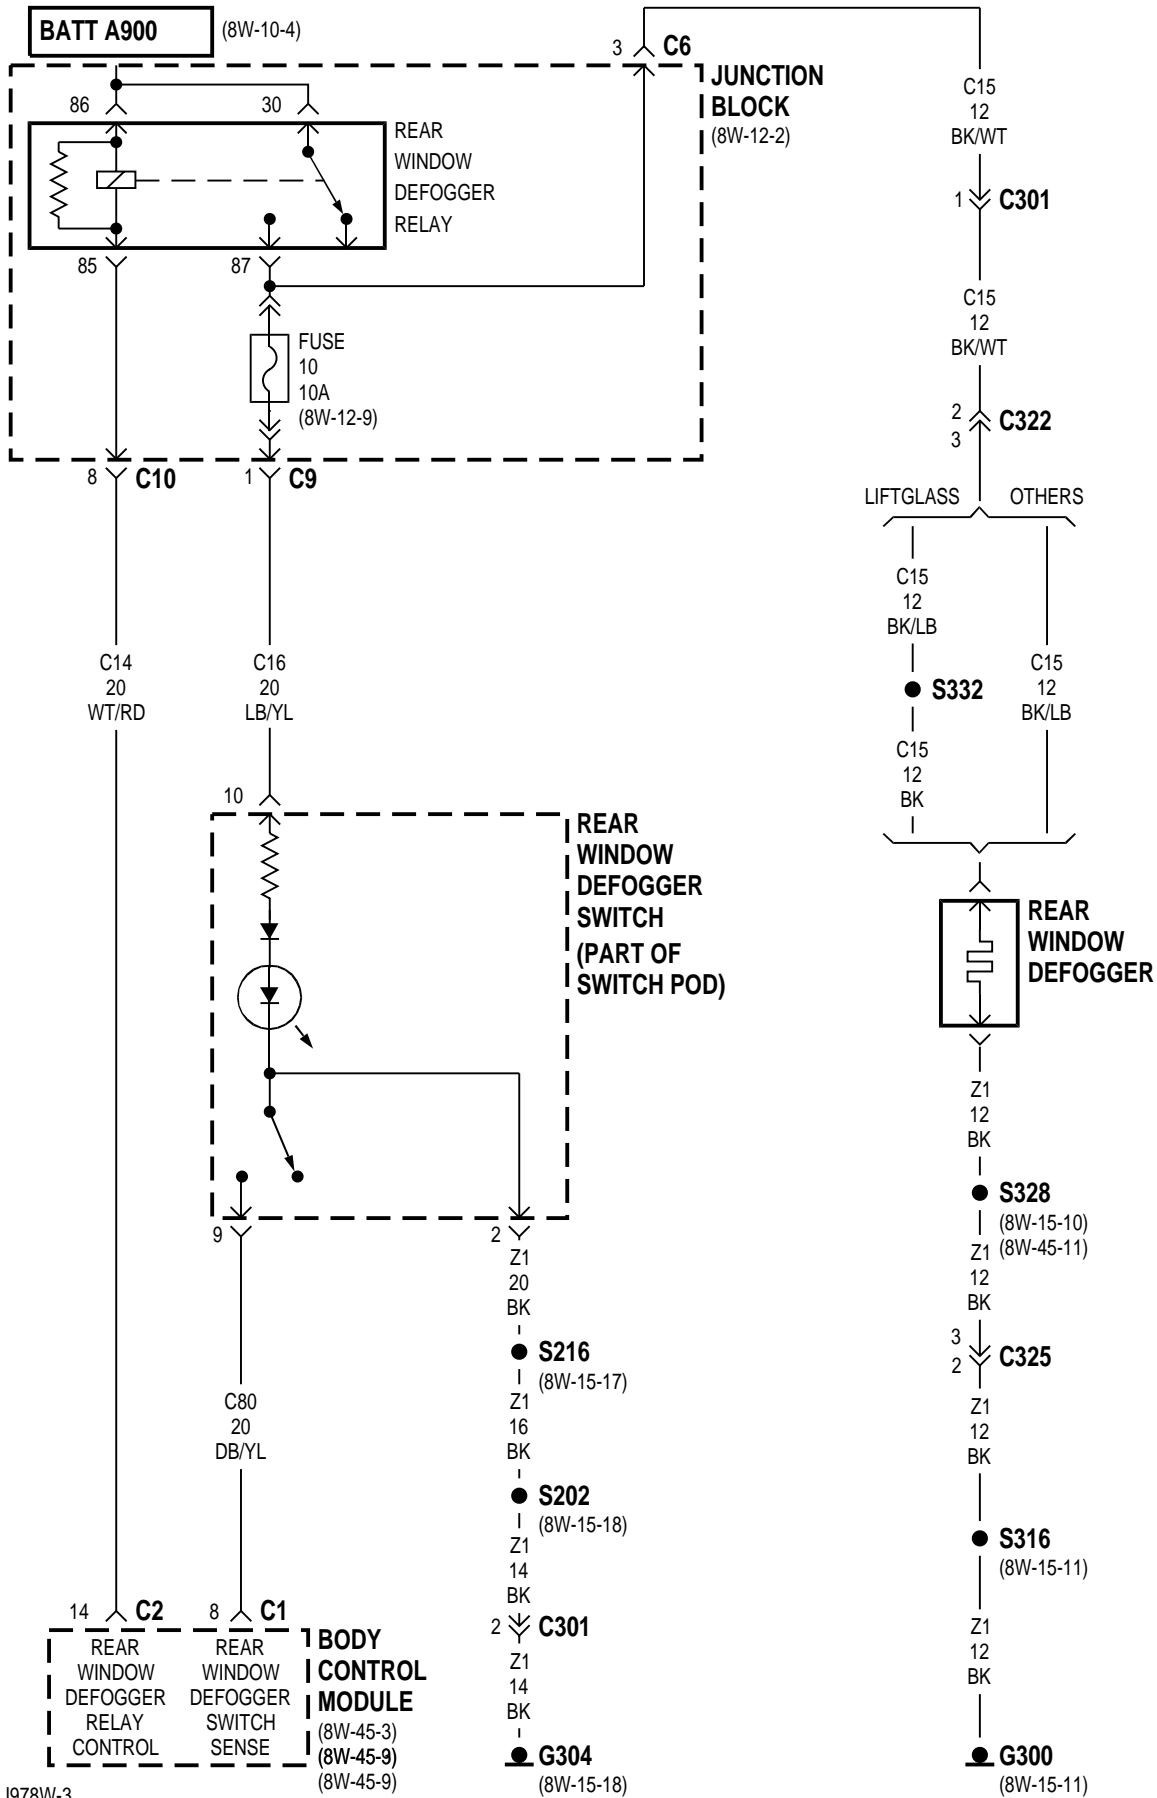 BATT A900
(8W-10-4)
3
C6
JUNCTION
BLOCK
(8W-12-2)
86
30
REAR
WINDOW
DEFOGGER
RELAY
85
87
FUSE
10
10A
(8W-12-9)
8
C10
1
C9
C15
12
BK/WT
1
C301
C15
12
BK/WT
2
3
C322
LIFTGLASS
OTHERS
C15
12
BK/LB
S332
C15
12
BK
C15
12
BK/LB
C14
20
WT/RD
C16
20
LB/YL
10
REAR
WINDOW
DEFOGGER
SWITCH
(PART OF
SWITCH POD)
REAR
WINDOW
DEFOGGER
9
2
Z1
20
BK
S216
(8W-15-17)
Z1
16
BK
S202
(8W-15-18)
Z1
14
BK
2
C301
Z1
14
BK
G304
(8W-15-18)
C80
20
DB/YL
Z1
12
BK
S328
(8W-15-10)
(8W-45-11)
Z1
12
BK
3
2
C325
Z1
12
BK
S316
(8W-15-11)
Z1
12
BK
G300
(8W-15-11)
14
C2
8
C1
REAR
WINDOW
DEFOGGER
RELAY
CONTROL
REAR
WINDOW
DEFOGGER
SWITCH
SENSE
BODY
CONTROL
MODULE
(8W-45-3)
(8W-45-9)
(8W-45-9)
J978W-3